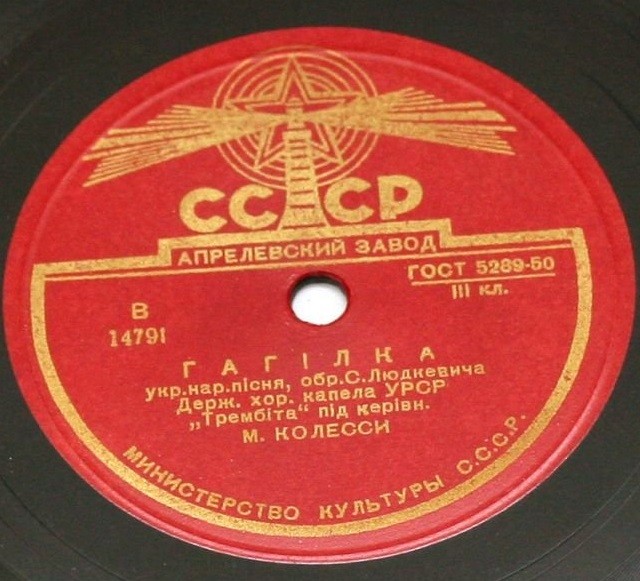 СССР
АПРЕЛЕВСКИЙ ЗАВОД
ГОСТ 5289-50
III кл.
В
14791
ГАГІЛКА
укр.нар.пісня, обр.С.Людкевича
Держ. хор. капела УРСР
„Трембіта“ під керівн.
М. КОЛЕССИ
МИНИСТЕРСТВО КУЛЬТУРЫ С.С.С.Р.